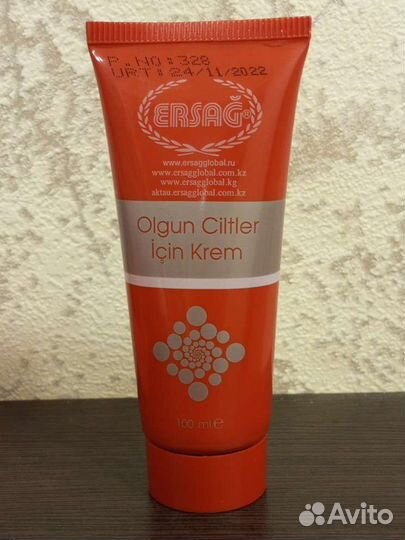 P.NO:328
URT:24/11/2022
ERSAĞ®
www.ersagglobal.ru
www.ersagglobal.com.kz
www.ersagglobal.kg
aktau.ersagglobal.com.kz
Olgun Ciltler
İçin Krem
100 ml ℮
Avito